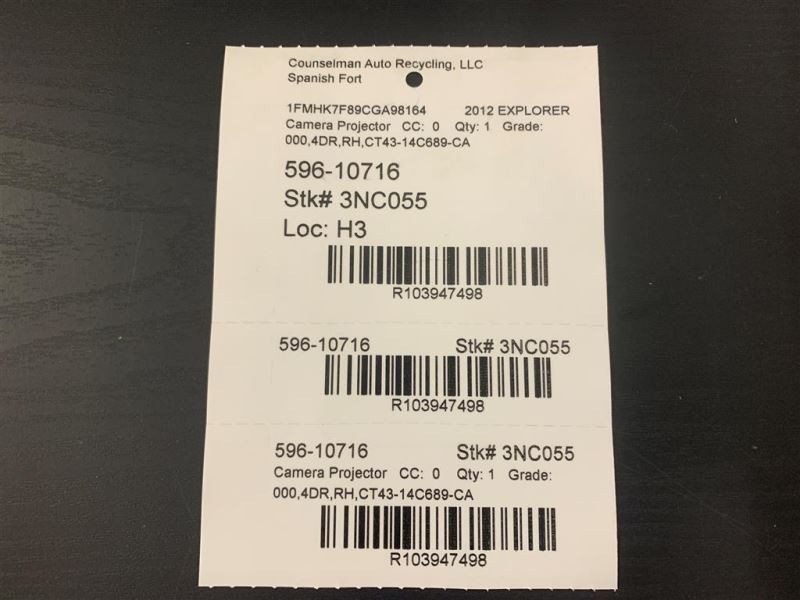 Counselman Auto Recycling, LLC
Spanish Fort
1FMHK7F89CGA98164 2012 EXPLORER
Camera Projector CC: 0 Qty: 1 Grade:
000,4DR,RH,CT43-14C689-CA
596-10716
Stk# 3NC055
Loc: H3
R103947498
596-10716 Stk# 3NC055
R103947498
596-10716 Stk# 3NC055
Camera Projector CC: 0 Qty: 1 Grade:
000,4DR,RH,CT43-14C689-CA
R103947498